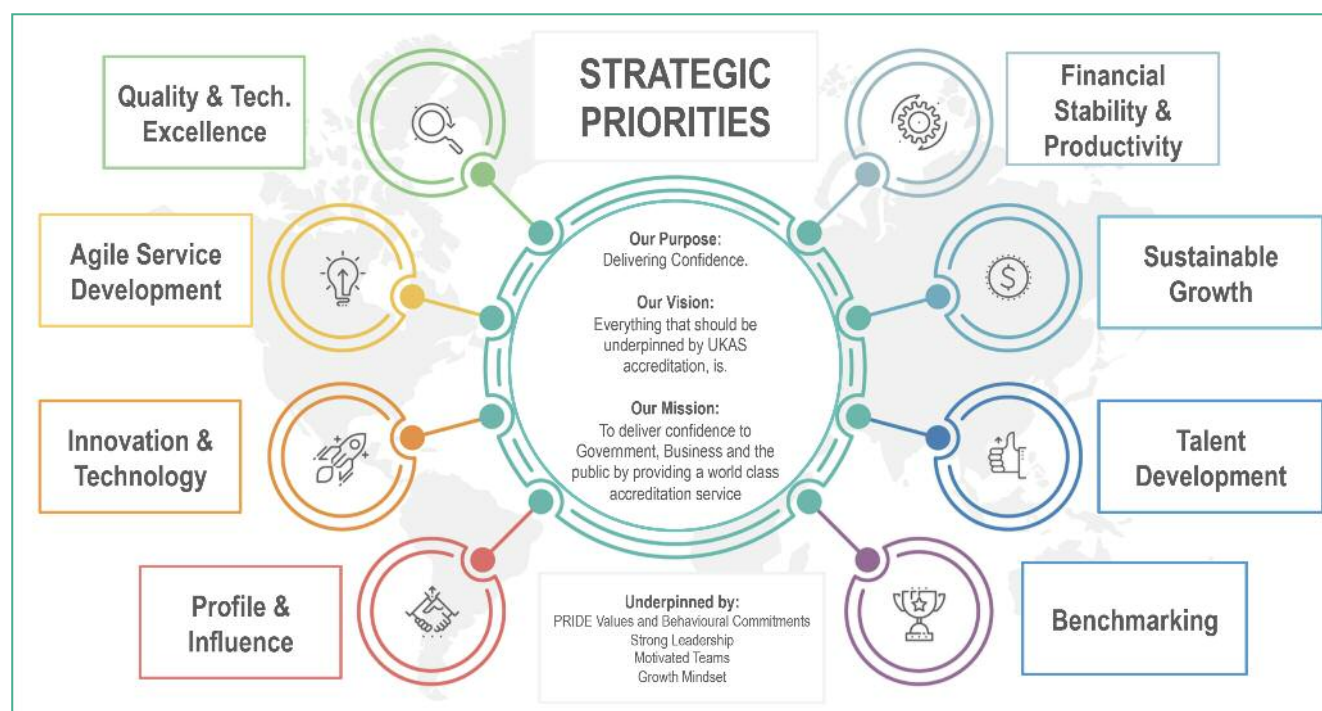 STRATEGIC
PRIORITIES
Quality & Tech.
Excellence
Agile Service
Development
Innovation &
Technology
Profile &
Influence
Our Purpose:
Delivering Confidence.
Our Vision:
Everything that should be
underpinned by UKAS
accreditation, is.
Our Mission:
To deliver confidence to
Government, Business and the
public by providing a world class
accreditation service
Underpinned by:
PRIDE Values and Behavioural Commitments
Strong Leadership
Motivated Teams
Growth Mindset
Financial
Stability &
Productivity
$
Sustainable
Growth
Talent
Development
Benchmarking